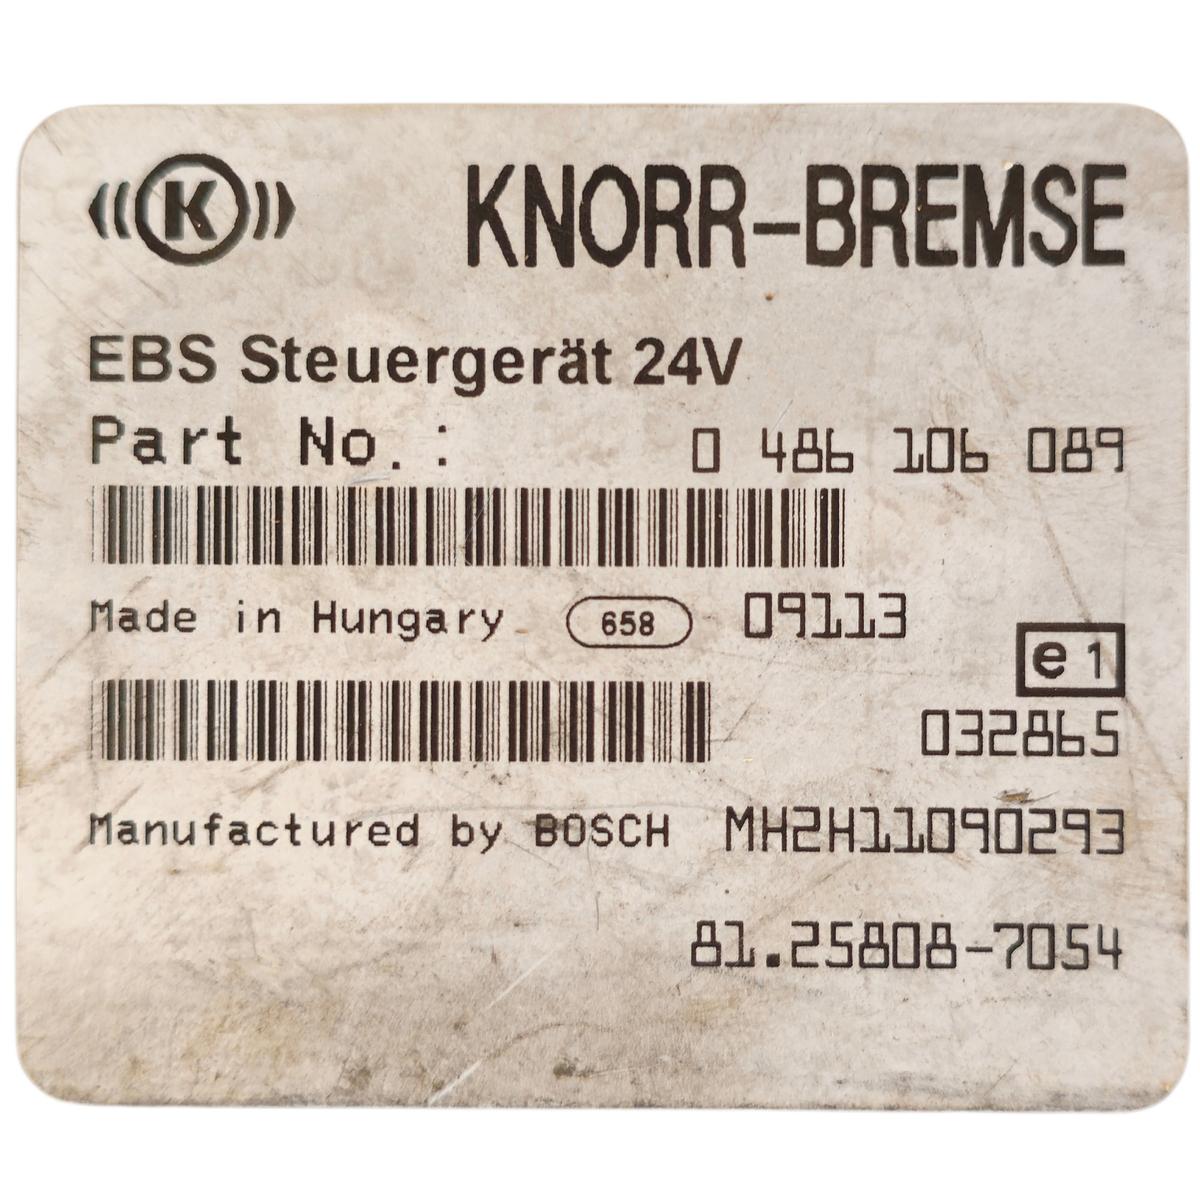 K KNORR-BREMSE
EBS Steuergerät 24V
Part No. : 0 486 106 089
Made in Hungary 658 09113
e1
032865
Manufactured by BOSCH MH2H11090293
81.25808-7054